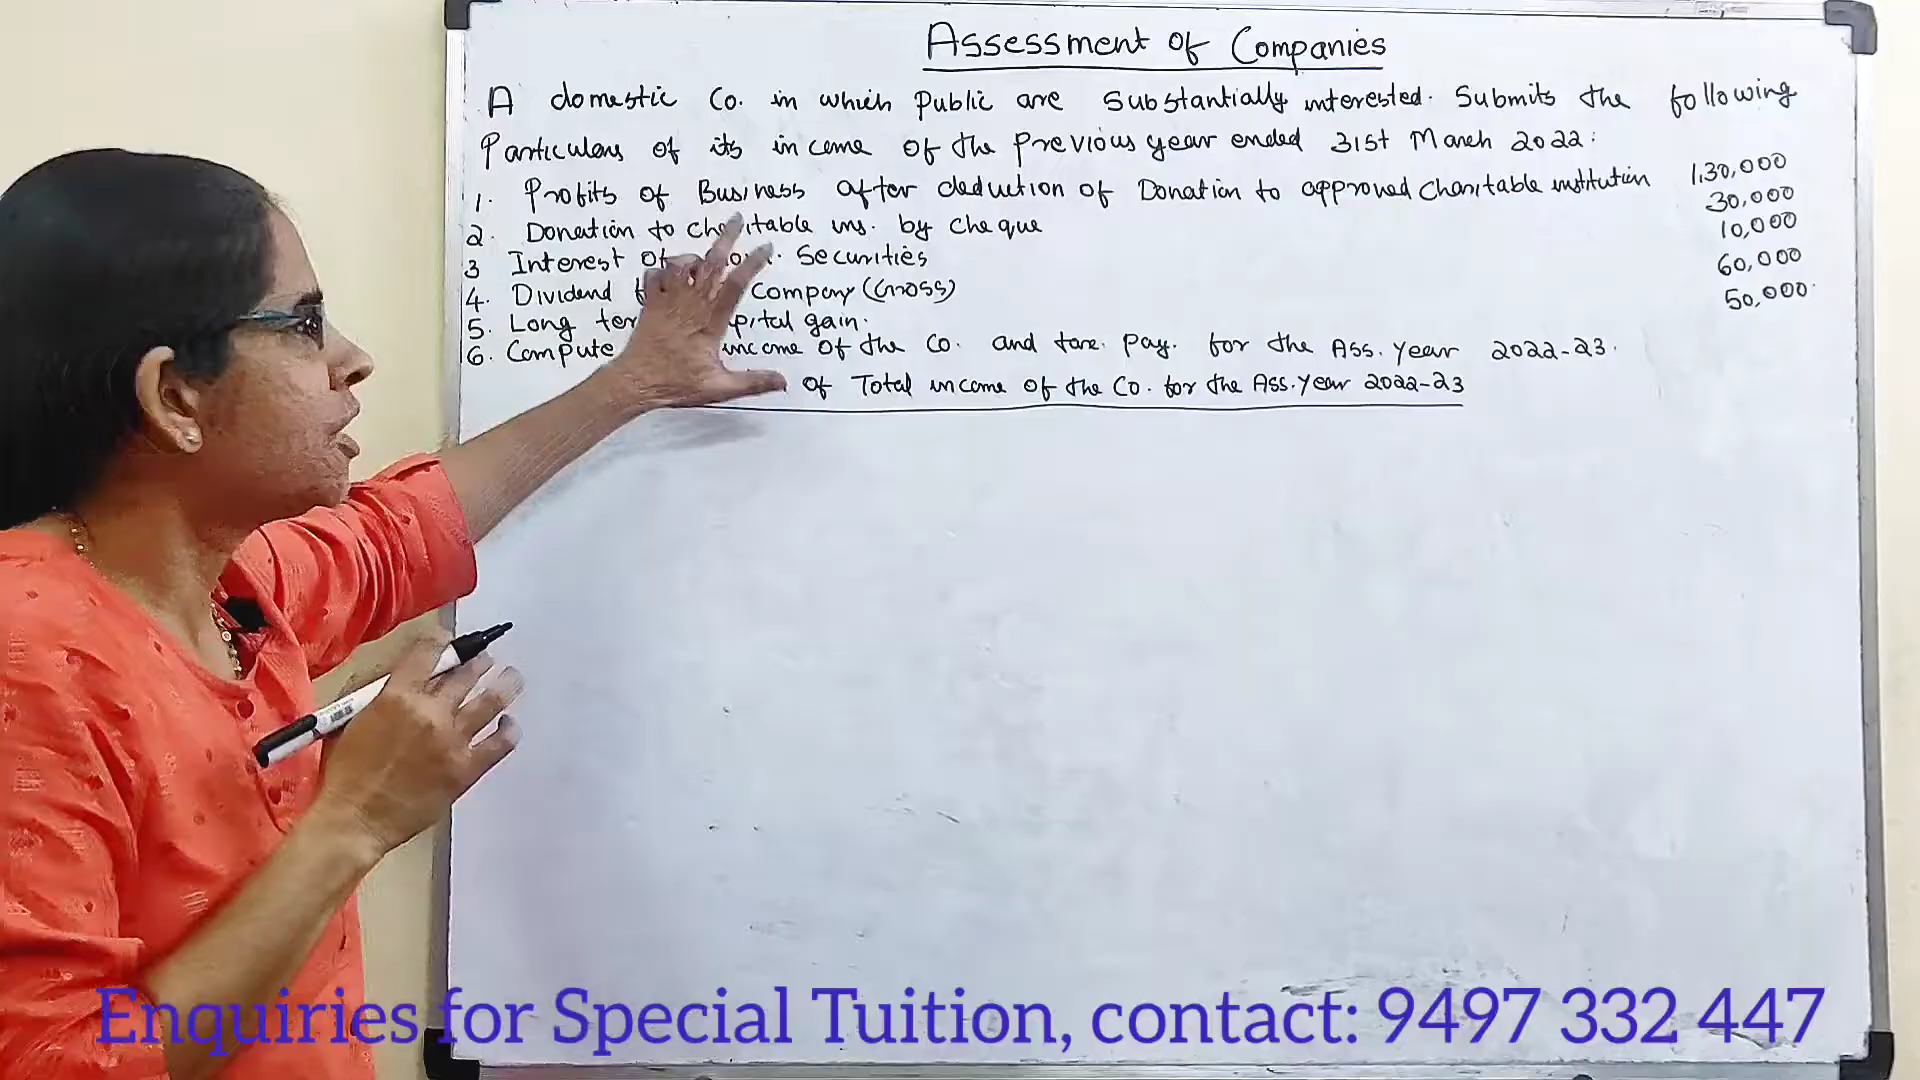 Assessment of Companies
A domestic Co. in which public are substantially interested. Submits the following
Particulars of its income of the previous year ended 31st March 2022:
1. Profits of Business after deduction of Donation to approved charitable institution 1,30,000
2. Donation to charitable ins. by cheque 30,000
3 Interest of Securities 10,000
4. Dividend Company (Gross) 60,000
5. Long capital gain. 50,000
6. Compute income of the Co. and tax. pay. for the Ass. Year 2022-23.
of Total income of the Co. for the Ass. Year 2022-23
Enquiries for Special Tuition, contact: 9497 332 447